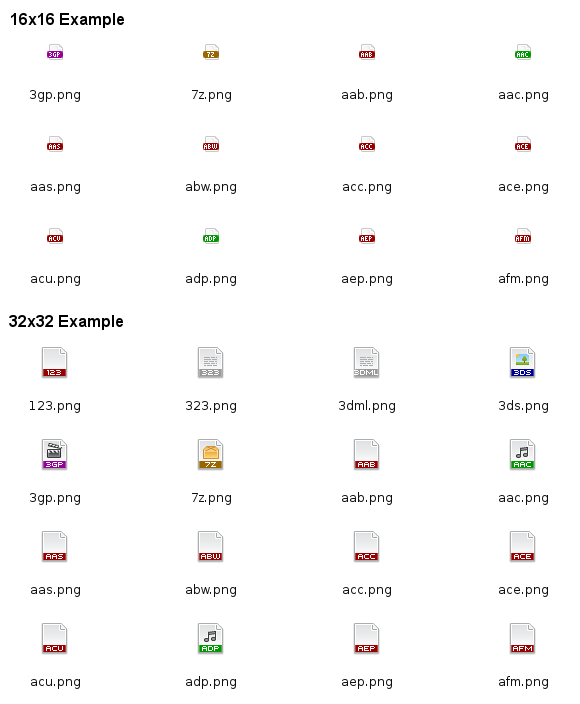 16x16 Example
3GP 7Z AAB AAC
3gp.png 7z.png aab.png aac.png
AAS ABW ACC ACE
aas.png abw.png acc.png ace.png
ACU ADP AEP AFM
acu.png adp.png aep.png afm.png
32x32 Example
123 323 3DML 3DS
123.png 323.png 3dml.png 3ds.png
3GP 7Z AAB AAC
3gp.png 7z.png aab.png aac.png
AAS ABW ACC ACE
aas.png abw.png acc.png ace.png
ACU ADP AEP AFM
acu.png adp.png aep.png afm.png